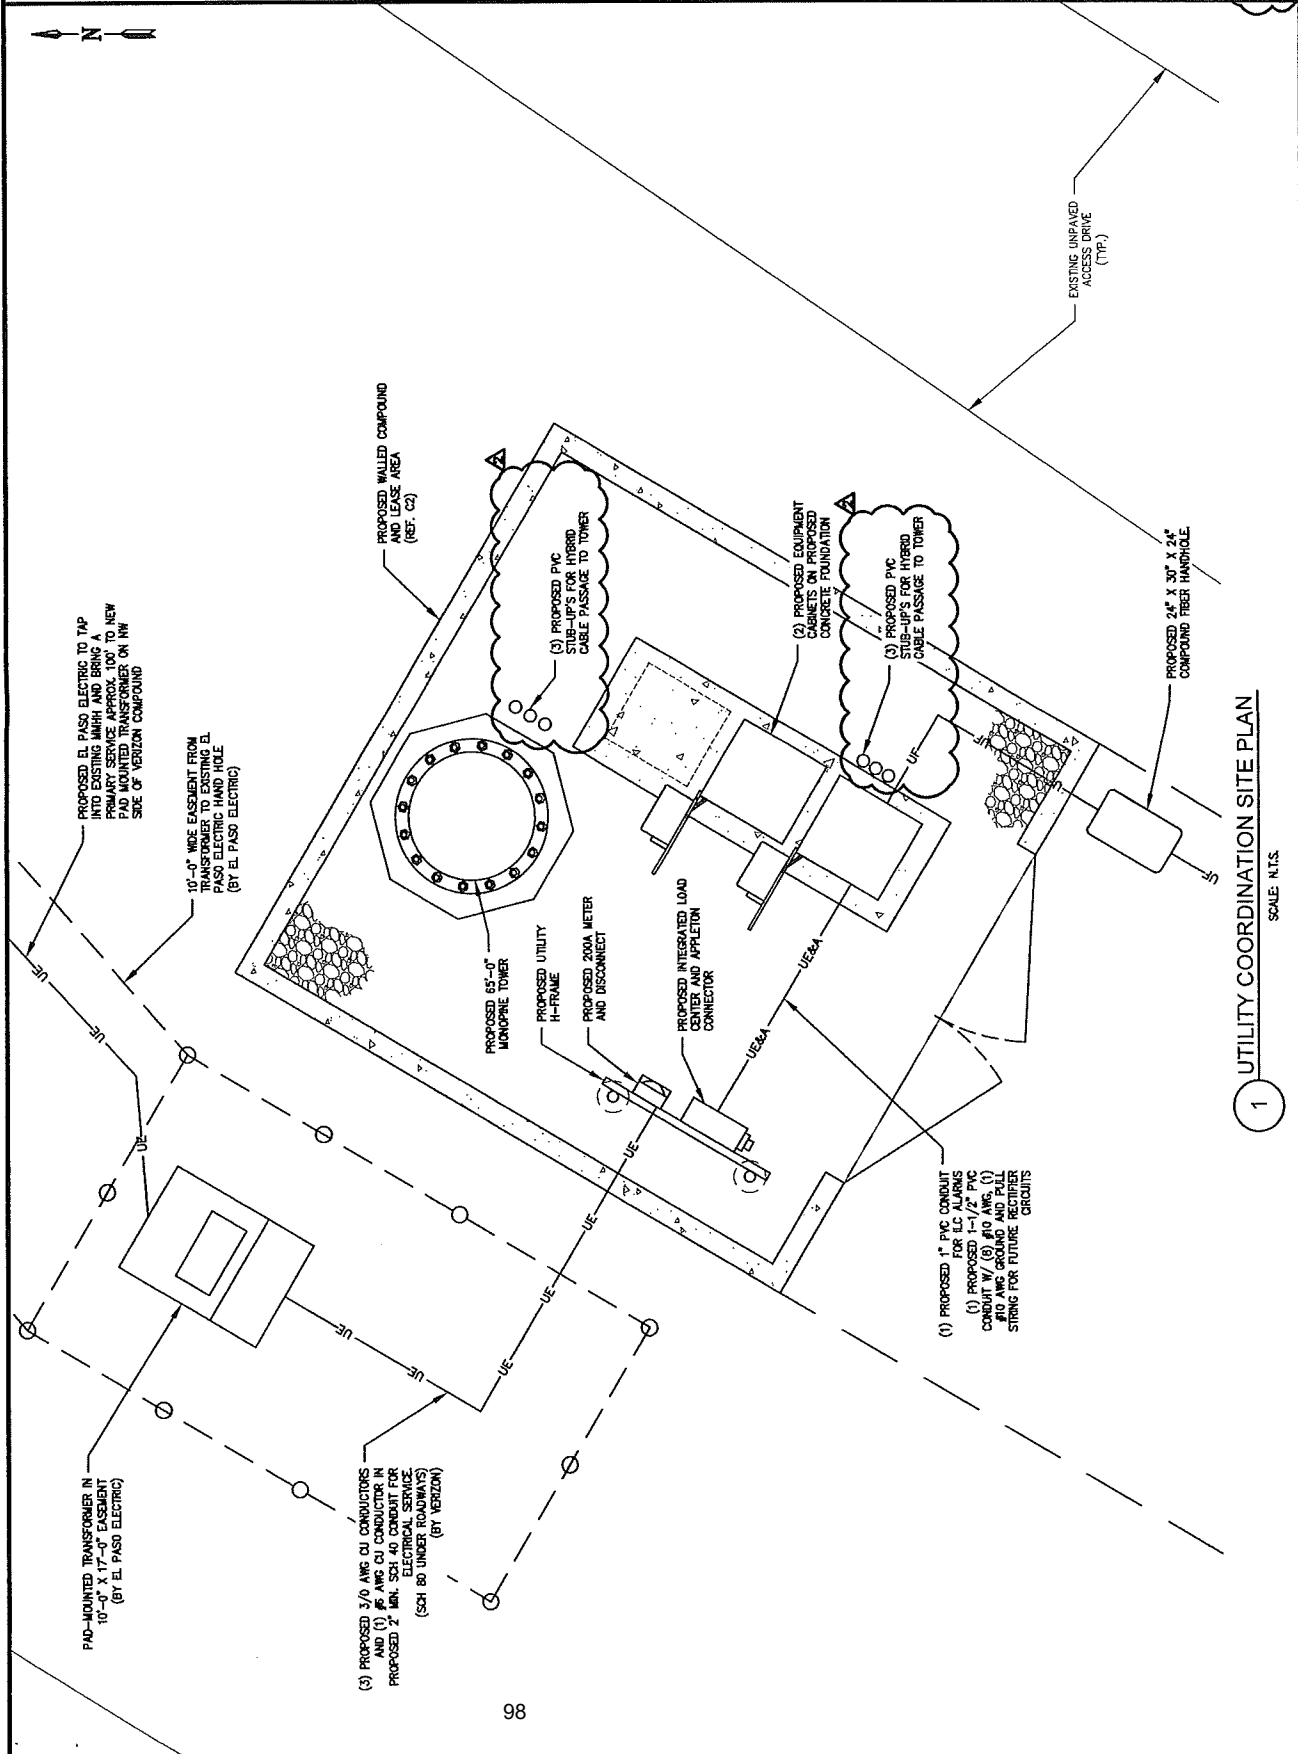 N
PROPOSED EL PASO ELECTRIC TO TAP
INTO EXISTING MMHH AND BRING A
PRIMARY SERVICE APPROX. 100' TO NEW
PAD MOUNTED TRANSFORMER ON NW
SIDE OF VERIZON COMPOUND
10'-0" WIDE EASEMENT FROM
TRANSFORMER TO EXISTING EL
PASO ELECTRIC HAND HOLE
(BY EL PASO ELECTRIC)
PAD-MOUNTED TRANSFORMER IN
10'-0" X 17'-0" EASEMENT
(BY EL PASO ELECTRIC)
UE
UE
UE
UE
UE
UE
UE
UE
UE
(3) PROPOSED 3/0 AWG CU CONDUCTORS
AND (1) #6 AWG CU CONDUCTOR IN
PROPOSED 2" MIN. SCH 40 CONDUIT FOR
ELECTRICAL SERVICE.
(SCH 80 UNDER ROADWAYS)
(BY VERIZON)
PROPOSED WALLED COMPOUND
AND LEASE AREA
(REF. C2)
2
(3) PROPOSED PVC
STUB-UP'S FOR HYBRID
CABLE PASSAGE TO TOWER
PROPOSED 65'-0"
MONOPINE TOWER
PROPOSED UTILITY
H-FRAME
PROPOSED 200A METER
AND DISCONNECT
PROPOSED INTEGRATED LOAD
CENTER AND APPLETON
CONNECTOR
UE&A
UE&A
(2) PROPOSED EQUIPMENT
CABINETS ON PROPOSED
CONCRETE FOUNDATION
2
(3) PROPOSED PVC
STUB-UP'S FOR HYBRID
CABLE PASSAGE TO TOWER
UF
UF
UF
UF
(1) PROPOSED 1" PVC CONDUIT
FOR ILC ALARMS
(1) PROPOSED 1-1/2" PVC
CONDUIT W/ (8) #10 AWG, (1)
#10 AWG GROUND AND PULL
STRING FOR FUTURE RECTIFIER
CIRCUITS
EXISTING UNPAVED
ACCESS DRIVE
(TYP.)
PROPOSED 24" X 30" X 24"
COMPOUND FIBER HANDHOLE.
1
UTILITY COORDINATION SITE PLAN
SCALE: N.T.S.
98